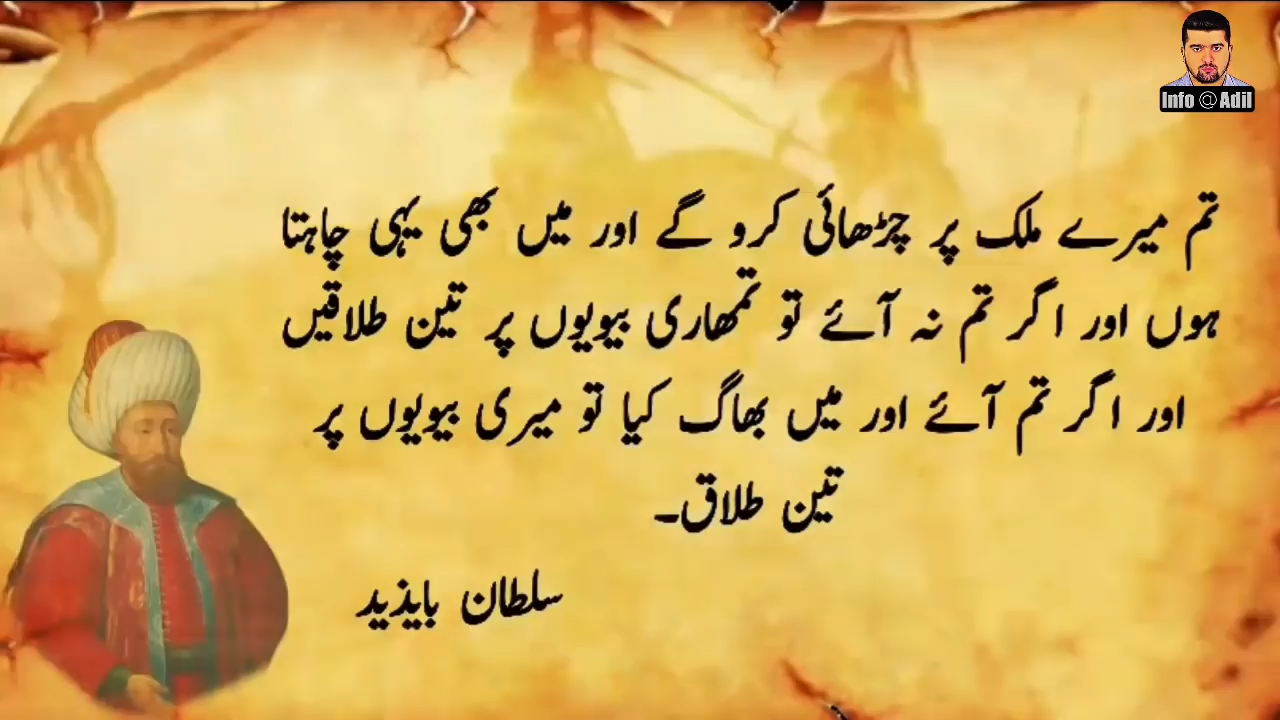 Info @ Adil
تم میرے ملک پر چڑھائی کرو گے اور میں بھی یہی چاہتا
ہوں اور اگر تم نہ آئے تو تمھاری بیویوں پر تین طلاقیں
اور اگر تم آئے اور میں بھاگ کیا تو میری بیویوں پر
تین طلاق۔
سلطان بایذید